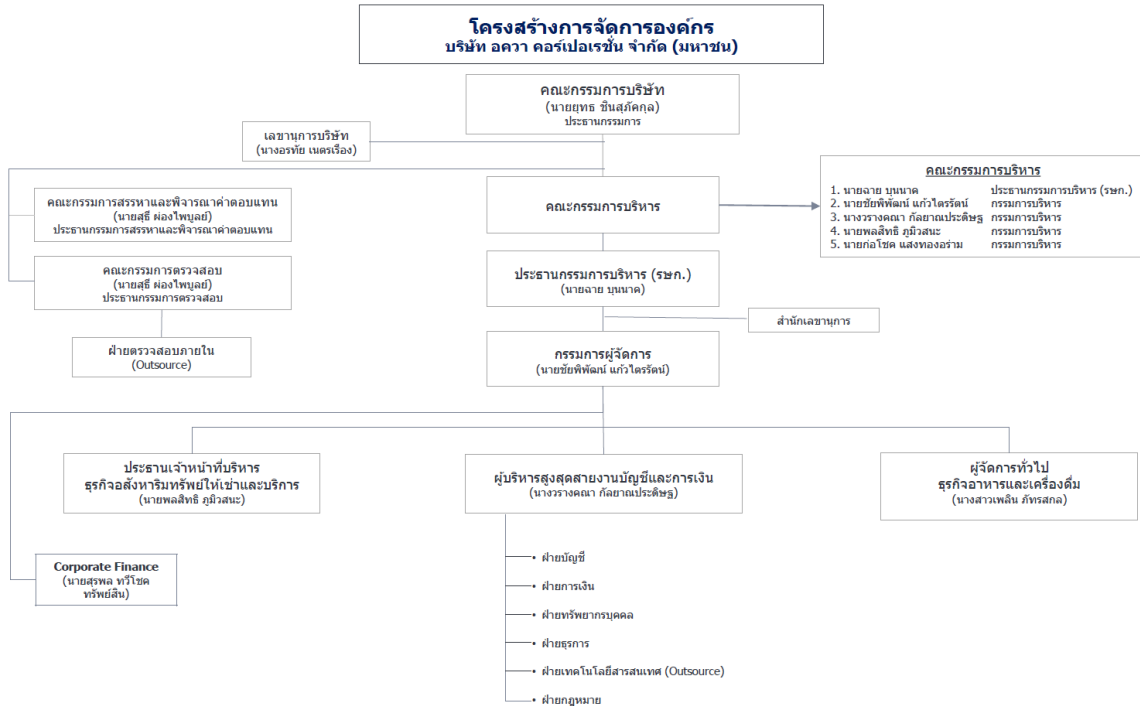 โครงสร้างการจัดการองค์กร
บริษัท อควา คอร์เปอเรชั่น จำกัด (มหาชน)
คณะกรรมการบริษัท
(นายยุทธ ชินสุภัคกุล)
ประธานกรรมการ
เลขานุการบริษัท
(นางอรทัย เนตรเรือง)
คณะกรรมการสรรหาและพิจารณาค่าตอบแทน
(นายสุธี ผ่องไพบูลย์)
ประธานกรรมการสรรหาและพิจารณาค่าตอบแทน
คณะกรรมการบริหาร
คณะกรรมการบริหาร
1. นายฉาย บุนนาค ประธานกรรมการบริหาร (รษก.)
2. นายชัยพิพัฒน์ แก้วไตรรัตน์ กรรมการบริหาร
3. นางวรางคณา กัลยาณประดิษฐ กรรมการบริหาร
4. นายพลสิทธิ ภูมิวสนะ กรรมการบริหาร
5. นายก่อโชค แสงทองอร่าม กรรมการบริหาร
คณะกรรมการตรวจสอบ
(นายสุธี ผ่องไพบูลย์)
ประธานกรรมการตรวจสอบ
ประธานกรรมการบริหาร (รษก.)
(นายฉาย บุนนาค)
สำนักเลขานุการ
ฝ่ายตรวจสอบภายใน
(Outsource)
กรรมการผู้จัดการ
(นายชัยพิพัฒน์ แก้วไตรรัตน์)
ประธานเจ้าหน้าที่บริหาร
ธุรกิจอสังหาริมทรัพย์ให้เช่าและบริการ
(นายพลสิทธิ ภูมิวสนะ)
ผู้บริหารสูงสุดสายงานบัญชีและการเงิน
(นางวรางคณา กัลยาณประดิษฐ)
ผู้จัดการทั่วไป
ธุรกิจอาหารและเครื่องดื่ม
(นางสาวเพลิน ภัทรสกล)
Corporate Finance
(นายสุรพล ทวีโชค
ทรัพย์สิน)
• ฝ่ายบัญชี
• ฝ่ายการเงิน
• ฝ่ายทรัพยากรบุคคล
• ฝ่ายธุรการ
• ฝ่ายเทคโนโลยีสารสนเทศ (Outsource)
• ฝ่ายกฎหมาย